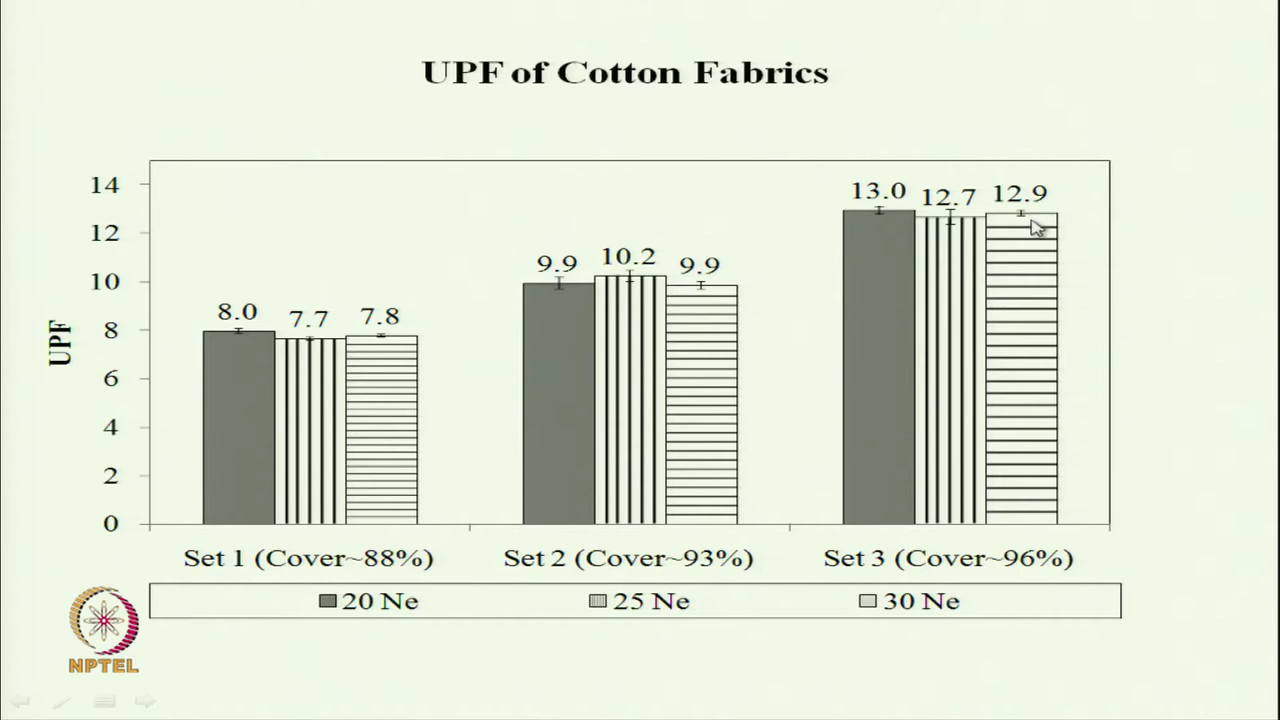 UPF of Cotton Fabrics
14
12
10
8
6
4
2
0
UPF
8.0 7.7 7.8
9.9 10.2 9.9
13.0 12.7 12.9
Set 1 (Cover~88%) Set 2 (Cover~93%) Set 3 (Cover~96%)
20 Ne 25 Ne 30 Ne
NPTEL